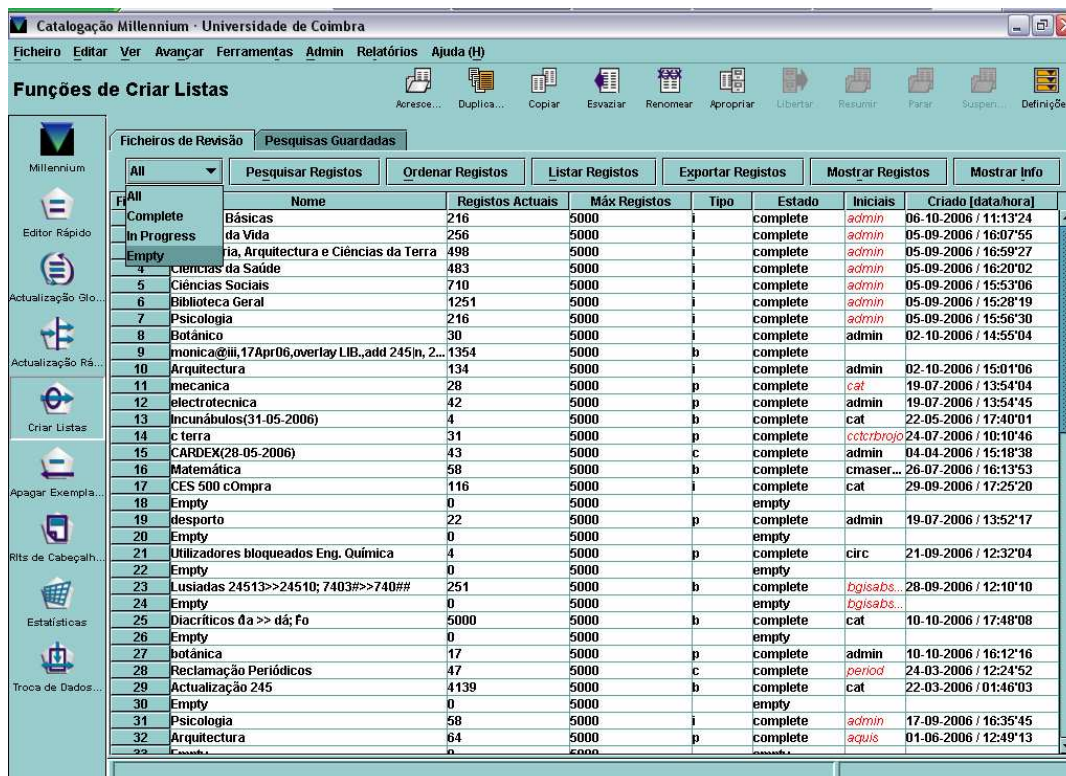 Catalogação Millennium · Universidade de Coimbra
Ficheiro Editar Ver Avançar Ferramentas Admin Relatórios Ajuda (H)
Funções de Criar Listas
Acresce... Duplica... Copiar Esvaziar Renomear Apropriar Libertar Resumir Parar Suspen... Definiçõe
Ficheiros de Revisão Pesquisas Guardadas
Millennium
Editor Rápido
Actualização Glo...
Actualização Rá...
Criar Listas
Apagar Exempla...
Rlts de Cabeçalh...
Estatísticas
Troca de Dados...
All Pesquisar Registos Ordenar Registos Listar Registos Exportar Registos Mostrar Registos Mostrar Info
All
Complete
In Progress
Empty
Fi Nome Registos Actuais Máx Registos Tipo Estado Iniciais Criado [data/hora]
Básicas 216 5000 i complete admin 06-10-2006 / 11:13'24
da Vida 256 5000 i complete admin 05-09-2006 / 16:07'55
ria, Arquitectura e Ciências da Terra 498 5000 i complete admin 05-09-2006 / 16:59'27
4 Ciências da Saúde 483 5000 i complete admin 05-09-2006 / 16:20'02
5 Ciências Sociais 710 5000 i complete admin 05-09-2006 / 15:53'06
6 Biblioteca Geral 1251 5000 i complete admin 05-09-2006 / 15:28'19
7 Psicologia 216 5000 i complete admin 05-09-2006 / 15:56'30
8 Botânico 30 5000 i complete admin 02-10-2006 / 14:55'04
9 monica@iii,17Apr06,overlay LIB.,add 245|n, 2... 1354 5000 b complete
10 Arquitectura 134 5000 i complete admin 02-10-2006 / 15:01'06
11 mecanica 28 5000 p complete cat 19-07-2006 / 13:54'04
12 electrotecnica 42 5000 p complete admin 19-07-2006 / 13:54'45
13 Incunábulos(31-05-2006) 4 5000 b complete cat 22-05-2006 / 17:40'01
14 c terra 31 5000 p complete cctcrbrojo 24-07-2006 / 10:10'46
15 CARDEX(28-05-2006) 43 5000 c complete admin 04-04-2006 / 15:18'38
16 Matemática 58 5000 b complete cmaser... 26-07-2006 / 16:13'53
17 CES 500 cOmpra 116 5000 i complete cat 29-09-2006 / 17:25'20
18 Empty 0 5000 empty
19 desporto 22 5000 p complete admin 19-07-2006 / 13:52'17
20 Empty 0 5000 empty
21 Utilizadores bloqueados Eng. Química 4 5000 p complete circ 21-09-2006 / 12:32'04
22 Empty 0 5000 empty
23 Lusiadas 24513>>24510; 7403#>>740## 251 5000 b complete bgisabs... 28-09-2006 / 12:10'10
24 Empty 0 5000 empty bgisabs...
25 Diacríticos >> dá; 5000 5000 b complete cat 10-10-2006 / 17:48'08
26 Empty 0 5000 empty
27 botânica 17 5000 p complete admin 10-10-2006 / 16:12'16
28 Reclamação Periódicos 47 5000 c complete period 24-03-2006 / 12:24'52
29 Actualização 245 4139 5000 b complete cat 22-03-2006 / 01:46'03
30 Empty 0 5000 empty
31 Psicologia 58 5000 i complete admin 17-09-2006 / 16:35'45
32 Arquitectura 64 5000 p complete aquis 01-06-2006 / 12:49'13